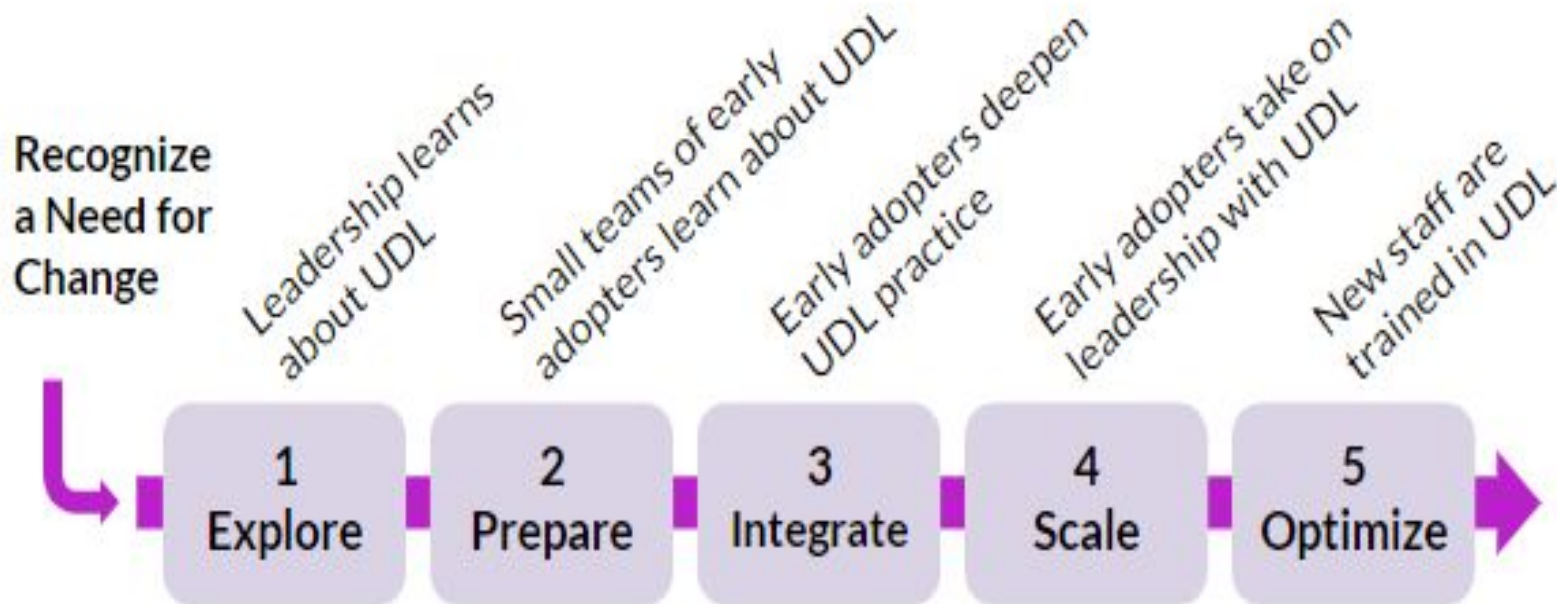 Recognize
a Need for
Change
Leadership learns
about UDL
Small teams of early
adopters learn about UDL
Early adopters deepen
UDL practice
Early adopters take on
leadership with UDL
New staff are
trained in UDL
1
Explore
2
Prepare
3
Integrate
4
Scale
5
Optimize